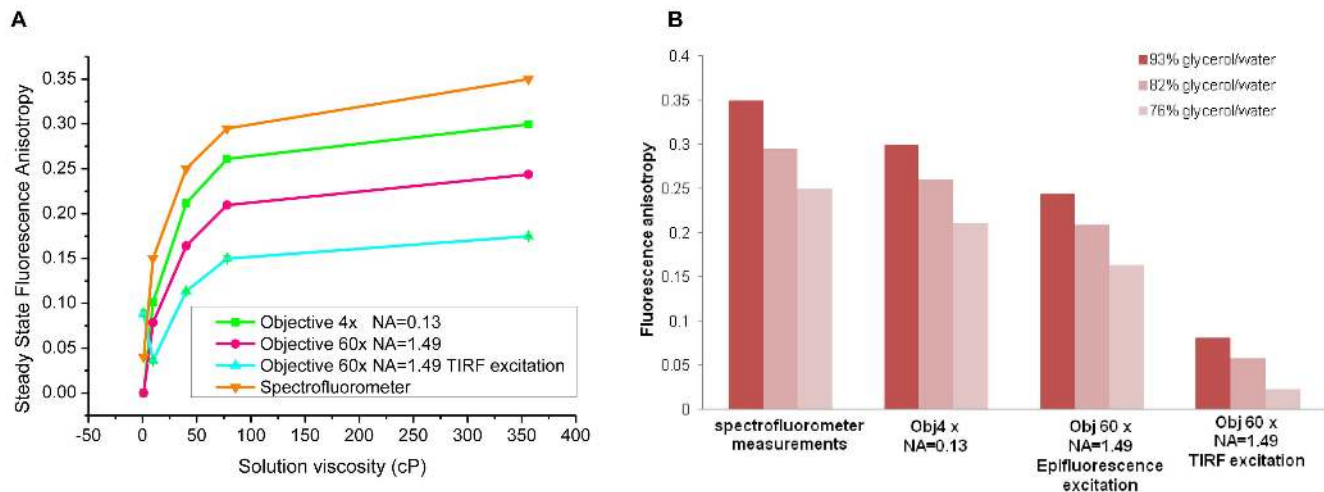 A
Steady State Fluorescence Anisotropy
0.35
0.30
0.25
0.20
0.15
0.10
0.05
0.00
-50
0
50
100
150
200
250
300
350
400
Solution viscosity (cP)
Objective 4x NA=0.13
Objective 60x NA=1.49
Objective 60x NA=1.49 TIRF excitation
Spectrofluorometer
B
Fluorescence anisotropy
0.4
0.35
0.3
0.25
0.2
0.15
0.1
0.05
0
93% glycerol/water
82% glycerol/water
76% glycerol/water
spectrofluorometer
measurements
Obj4 x
NA=0.13
Obj 60 x
NA=1.49
Epifluorescence
excitation
Obj 60 x
NA=1.49
TIRF excitation